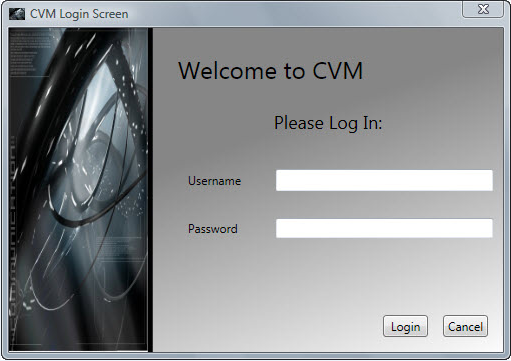 CVM Login Screen
Welcome to CVM
Please Log In:
Username
Password
Login
Cancel